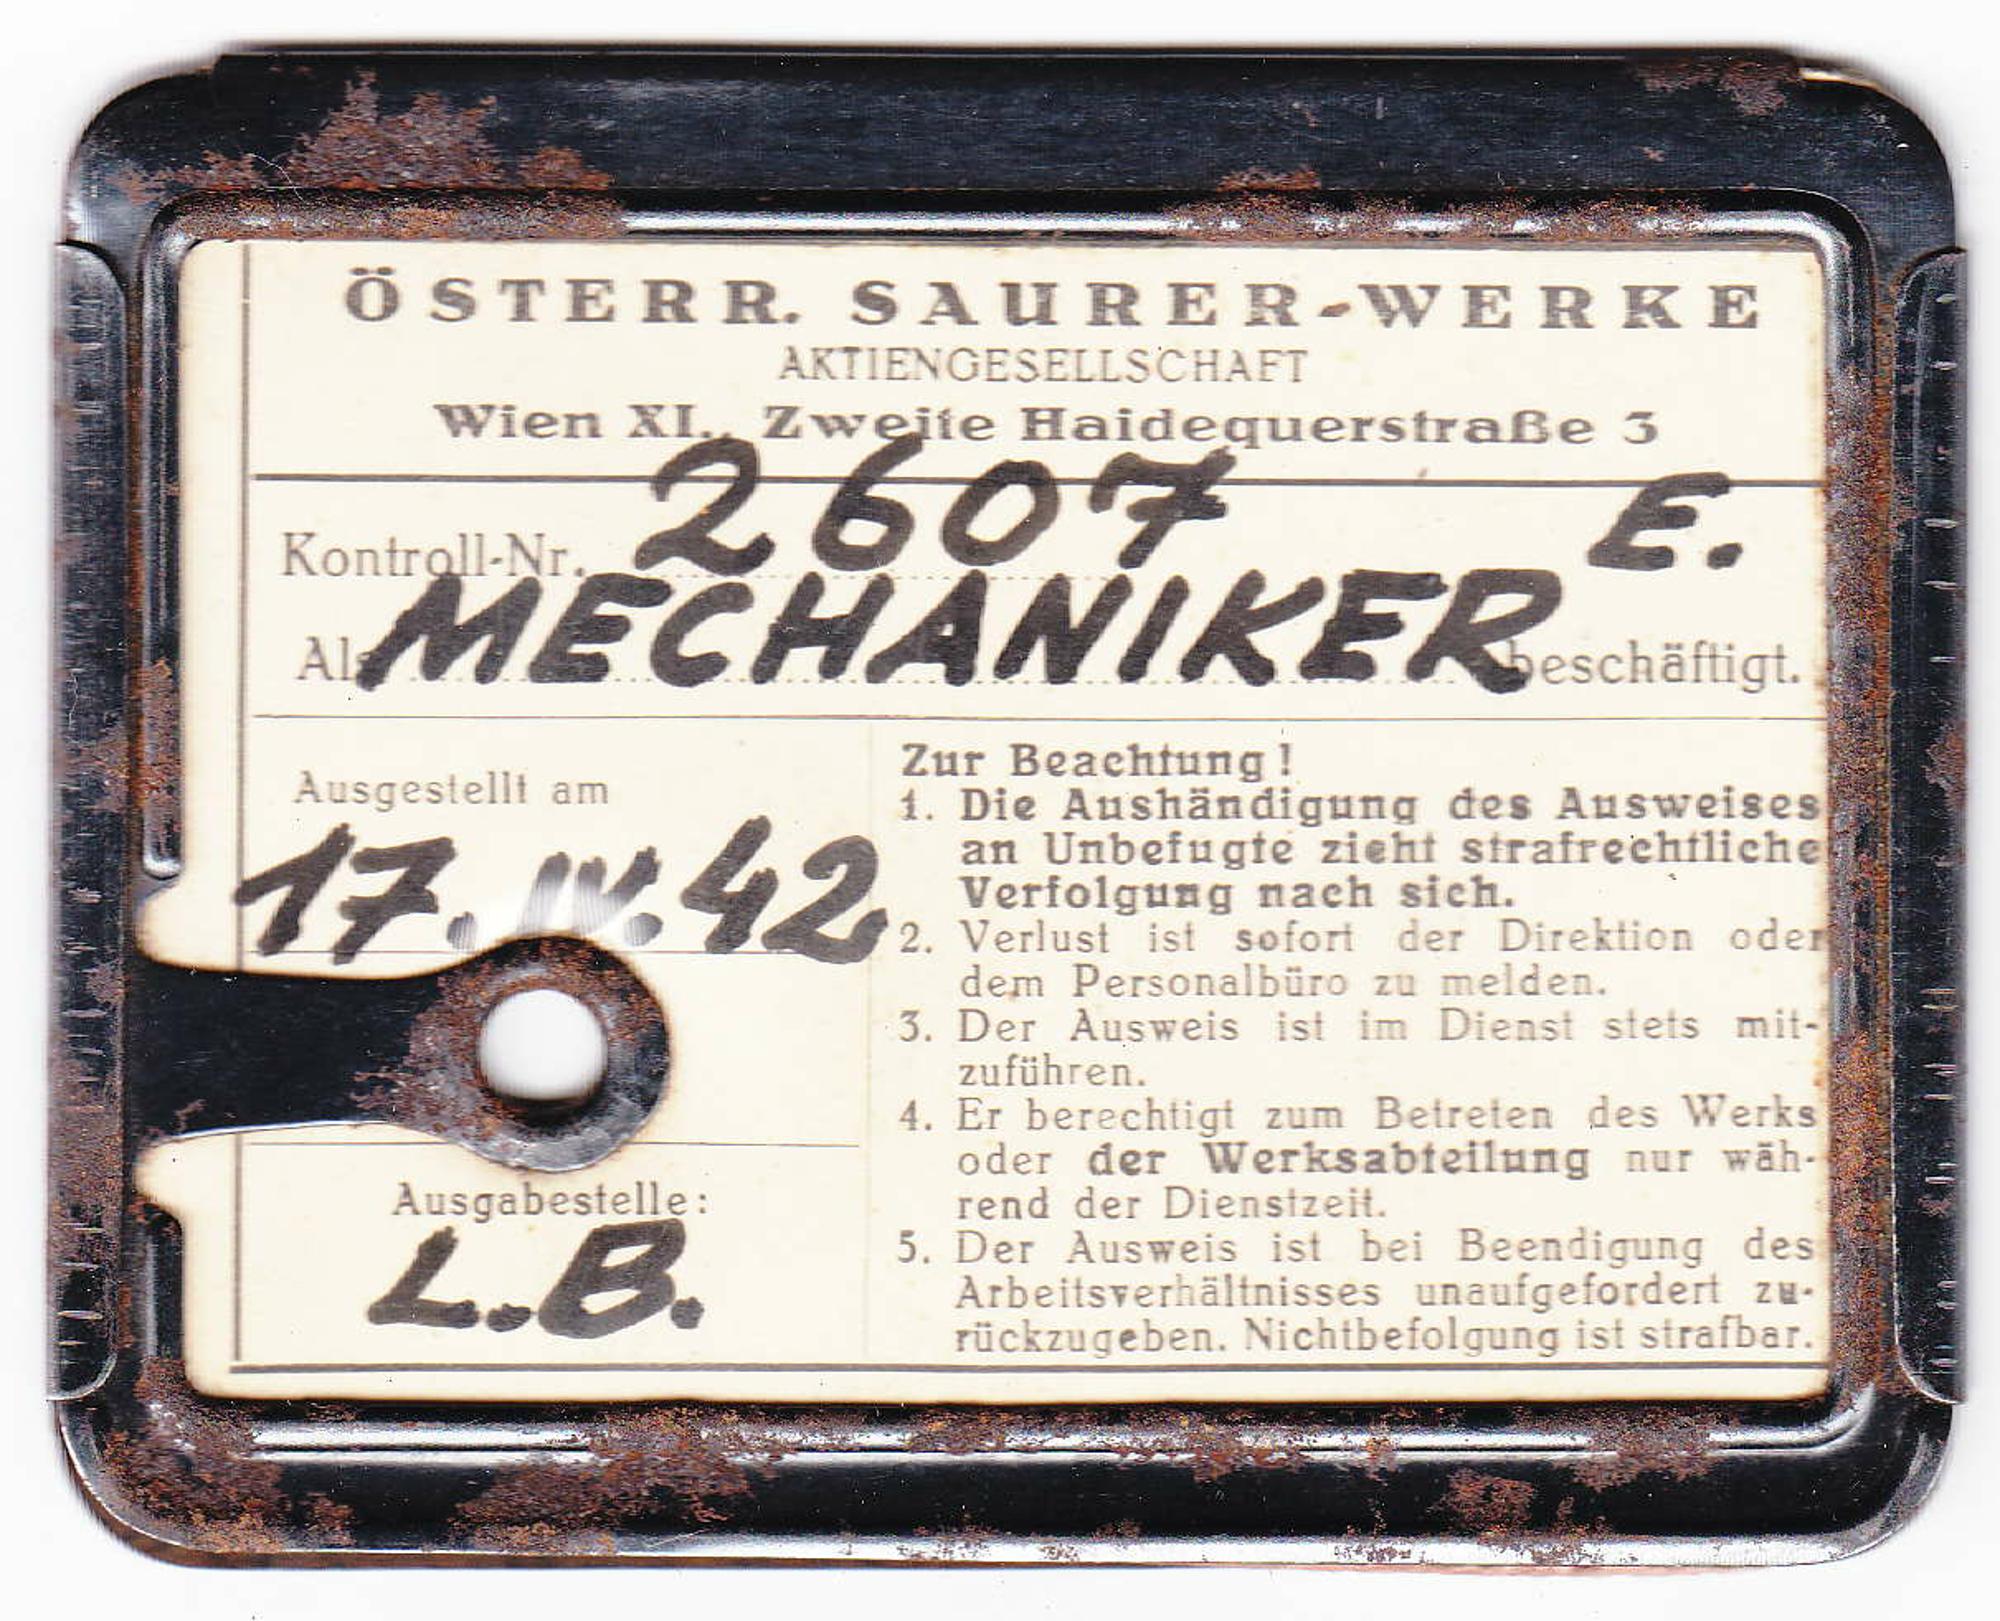 ÖSTERR. SAURER-WERKE
AKTIENGESELLSCHAFT
Wien XI., Zweite Haidequerstraße 3
Kontroll-Nr. 2607 E.
Als MECHANIKER beschäftigt.
Ausgestellt am
17. IV. 42.
Ausgabestelle:
L.B.
Zur Beachtung!
1. Die Aushändigung des Ausweises
an Unbefugte zieht strafrechtliche
Verfolgung nach sich.
2. Verlust ist sofort der Direktion oder
dem Personalbüro zu melden.
3. Der Ausweis ist im Dienst stets mit-
zuführen.
4. Er berechtigt zum Betreten des Werks
oder der Werksabteilung nur wäh-
rend der Dienstzeit.
5. Der Ausweis ist bei Beendigung des
Arbeitsverhältnisses unaufgefordert zu-
rückzugeben. Nichtbefolgung ist strafbar.